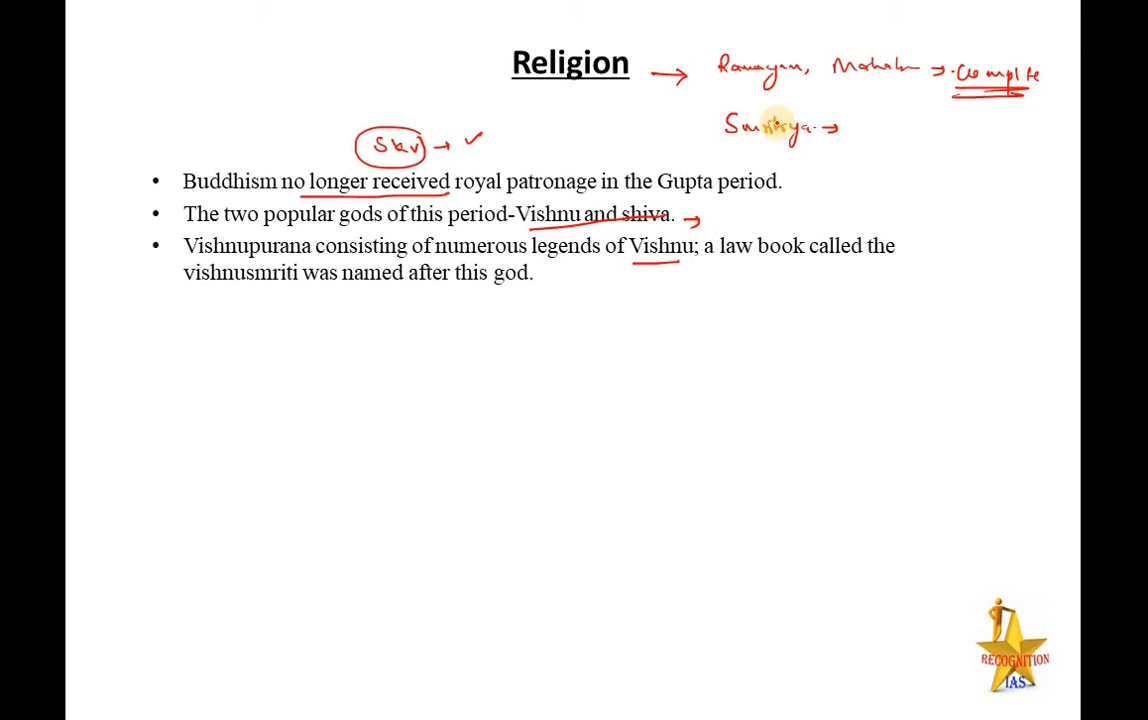 Religion → Ramayan, Mahabh → Complete
Smritiya →
Skv → ✓
• Buddhism no longer received royal patronage in the Gupta period.
• The two popular gods of this period-Vishnu and shiva. →
• Vishnupurana consisting of numerous legends of Vishnu; a law book called the
vishnusmriti was named after this god.
RECOGNITION
IAS